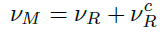 ν_M = ν_R + ν_R^c